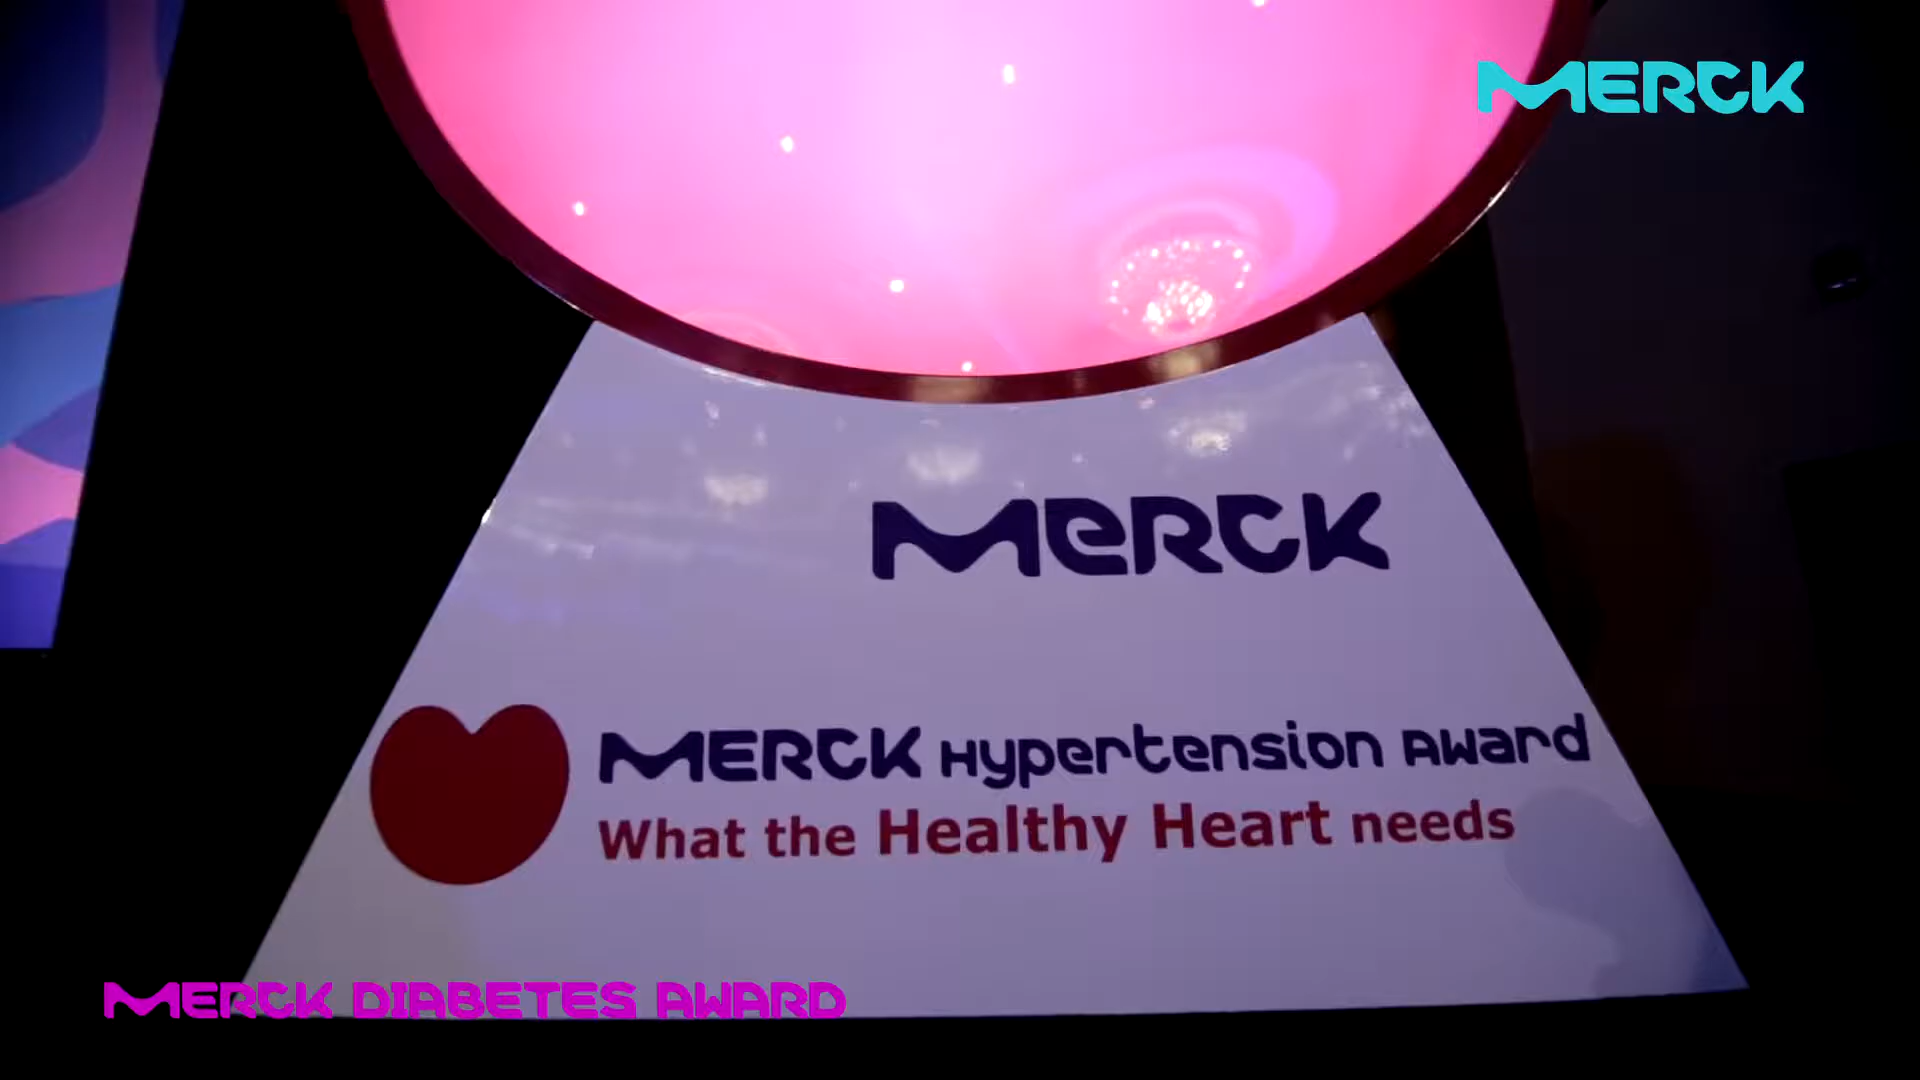 MERCK
MERCK
MERCK Hypertension Award
What the Healthy Heart needs
MERCK DIABETES AWARD